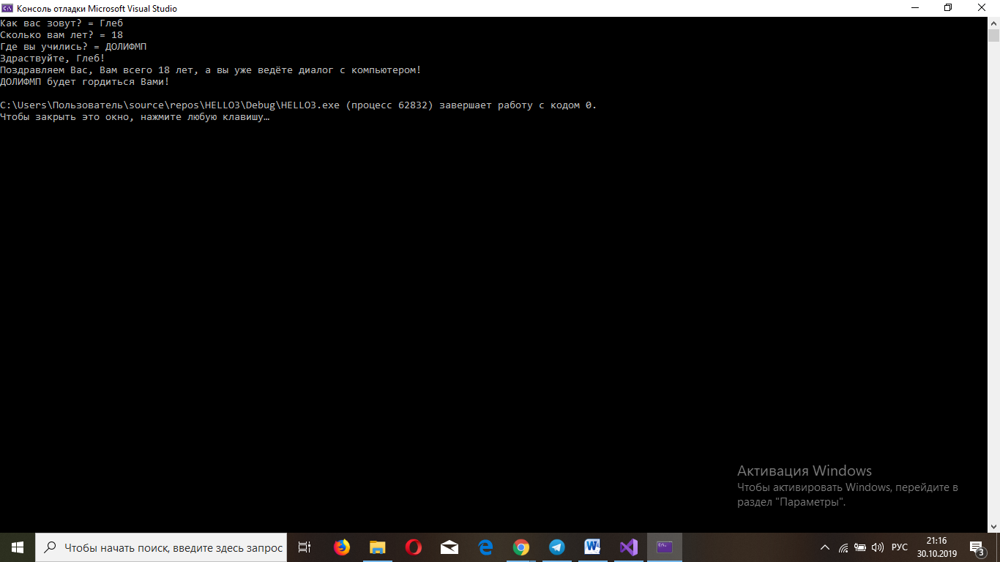 Консоль отладки Microsoft Visual Studio
Как вас зовут? = Глеб
Сколько вам лет? = 18
Где вы учились? = ДОЛИФМП
Здраствуйте, Глеб!
Поздравляем Вас, Вам всего 18 лет, а вы уже ведёте диалог с компьютером!
ДОЛИФМП будет гордиться Вами!
C:\Users\Пользователь\source\repos\HELLO3\Debug\HELLO3.exe (процесс 62832) завершает работу с кодом 0.
Чтобы закрыть это окно, нажмите любую клавишу…
Активация Windows
Чтобы активировать Windows, перейдите в
раздел "Параметры".
Чтобы начать поиск, введите здесь запрос
РУС
21:16
30.10.2019
3